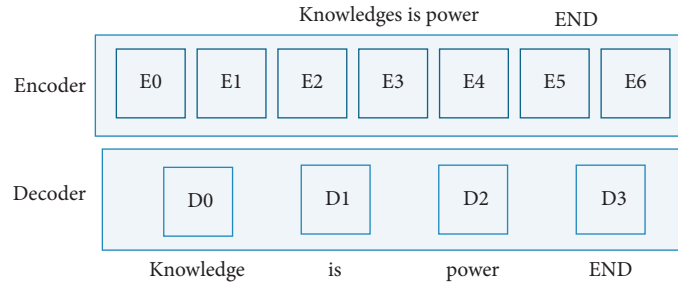 Knowledges is power END
Encoder E0 E1 E2 E3 E4 E5 E6
Decoder D0 D1 D2 D3
Knowledge is power END